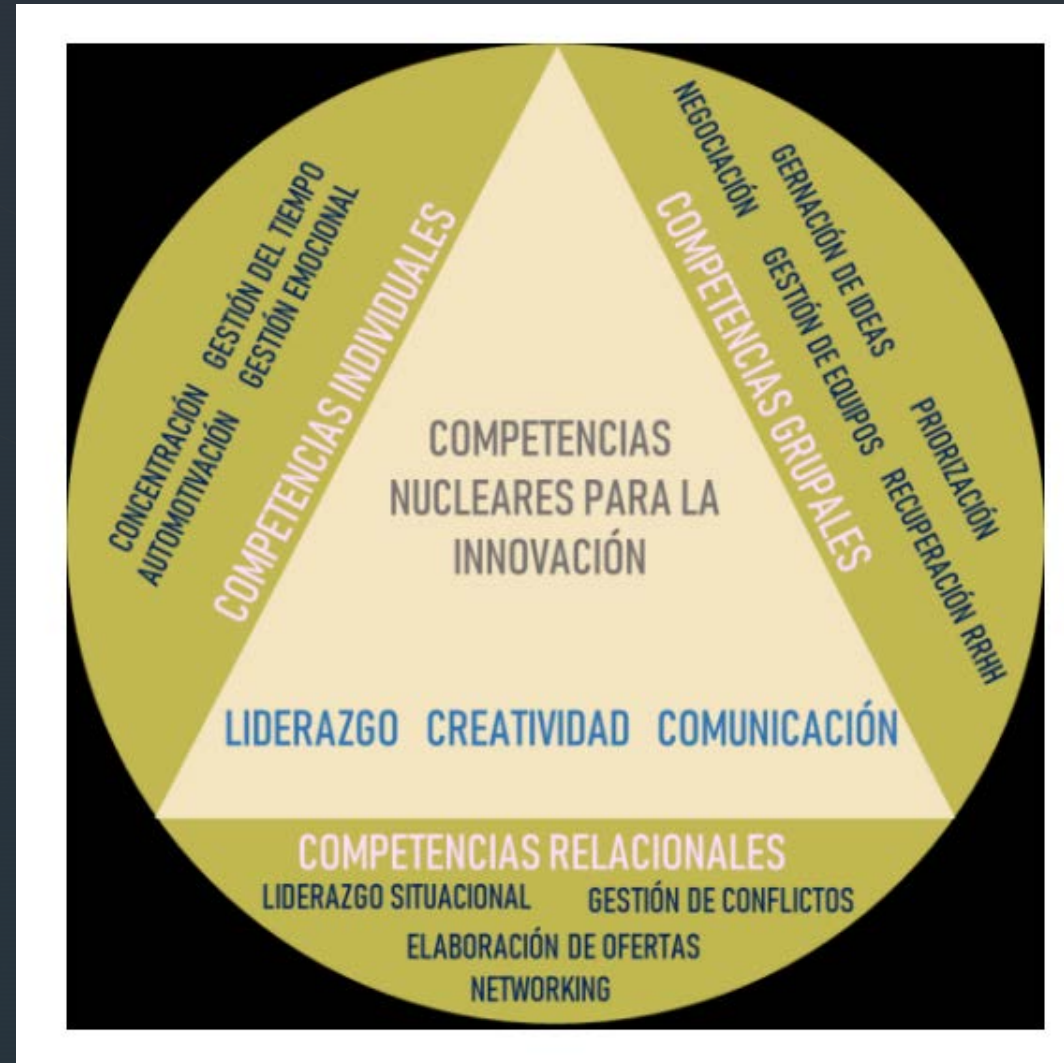 COMPETENCIAS INDIVIDUALES
CONCENTRACIÓN GESTIÓN DEL TIEMPO
AUTOMOTIVACIÓN GESTIÓN EMOCIONAL
COMPETENCIAS GRUPALES
NEGOCIACIÓN GESTIÓN DE EQUIPOS RECUPERACIÓN RRHH
GERNACIÓN DE IDEAS PRIORIZACIÓN
COMPETENCIAS
NUCLEARES PARA LA
INNOVACIÓN
LIDERAZGO CREATIVIDAD COMUNICACIÓN
COMPETENCIAS RELACIONALES
LIDERAZGO SITUACIONAL GESTIÓN DE CONFLICTOS
ELABORACIÓN DE OFERTAS
NETWORKING